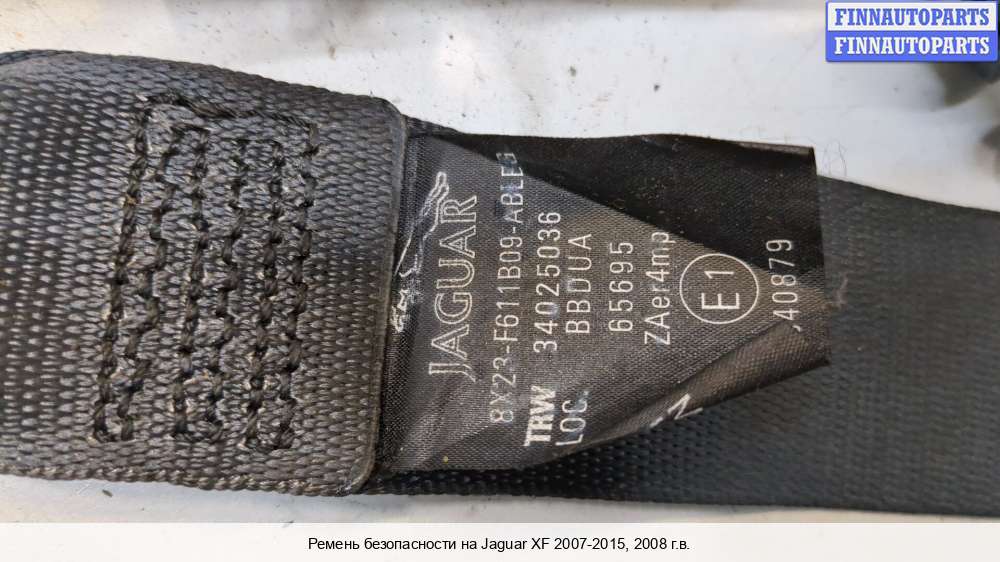 FINNAUTOPARTS
FINNAUTOPARTS
JAGUAR
8Y23-F611B09-ABLEG
TRW 34025036
LOC. BBDUA
65695
ZAer4mp
E1
40879
Ремень безопасности на Jaguar XF 2007-2015, 2008 г.в.